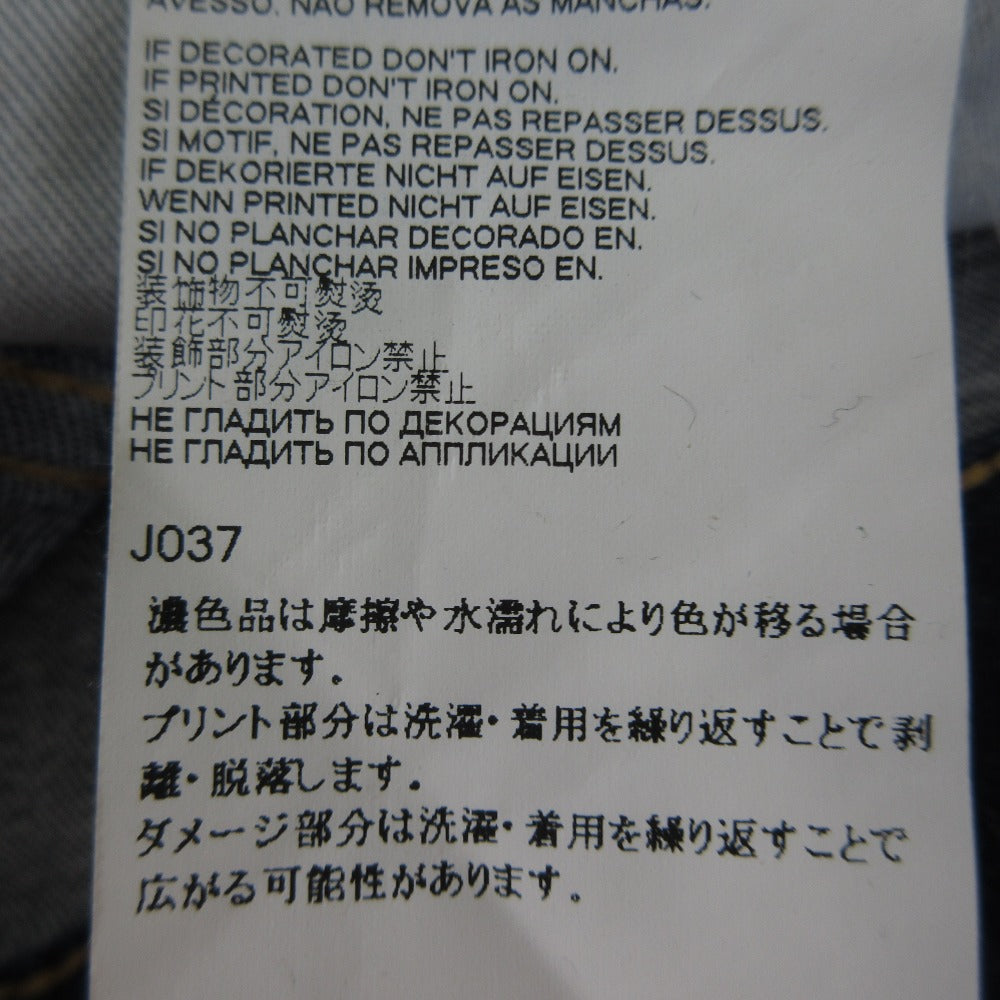 AVESSO. NÃO REMOVA AS MANCHAS.
IF DECORATED DON'T IRON ON.
IF PRINTED DON'T IRON ON.
SI DÉCORATION, NE PAS REPASSER DESSUS.
SI MOTIF, NE PAS REPASSER DESSUS.
IF DEKORIERTE NICHT AUF EISEN.
WENN PRINTED NICHT AUF EISEN.
SI NO PLANCHAR DECORADO EN.
SI NO PLANCHAR IMPRESO EN.
装饰物不可熨烫
印花不可熨烫
装飾部分アイロン禁止
プリント部分アイロン禁止
НЕ ГЛАДИТЬ ПО ДЕКОРАЦИЯМ
НЕ ГЛАДИТЬ ПО АППЛИКАЦИИ
J037
濃色品は摩擦や水濡れにより色が移る場合
があります。
プリント部分は洗濯・着用を繰り返すことで剥
離・脱落します。
ダメージ部分は洗濯・着用を繰り返すことで
広がる可能性があります。